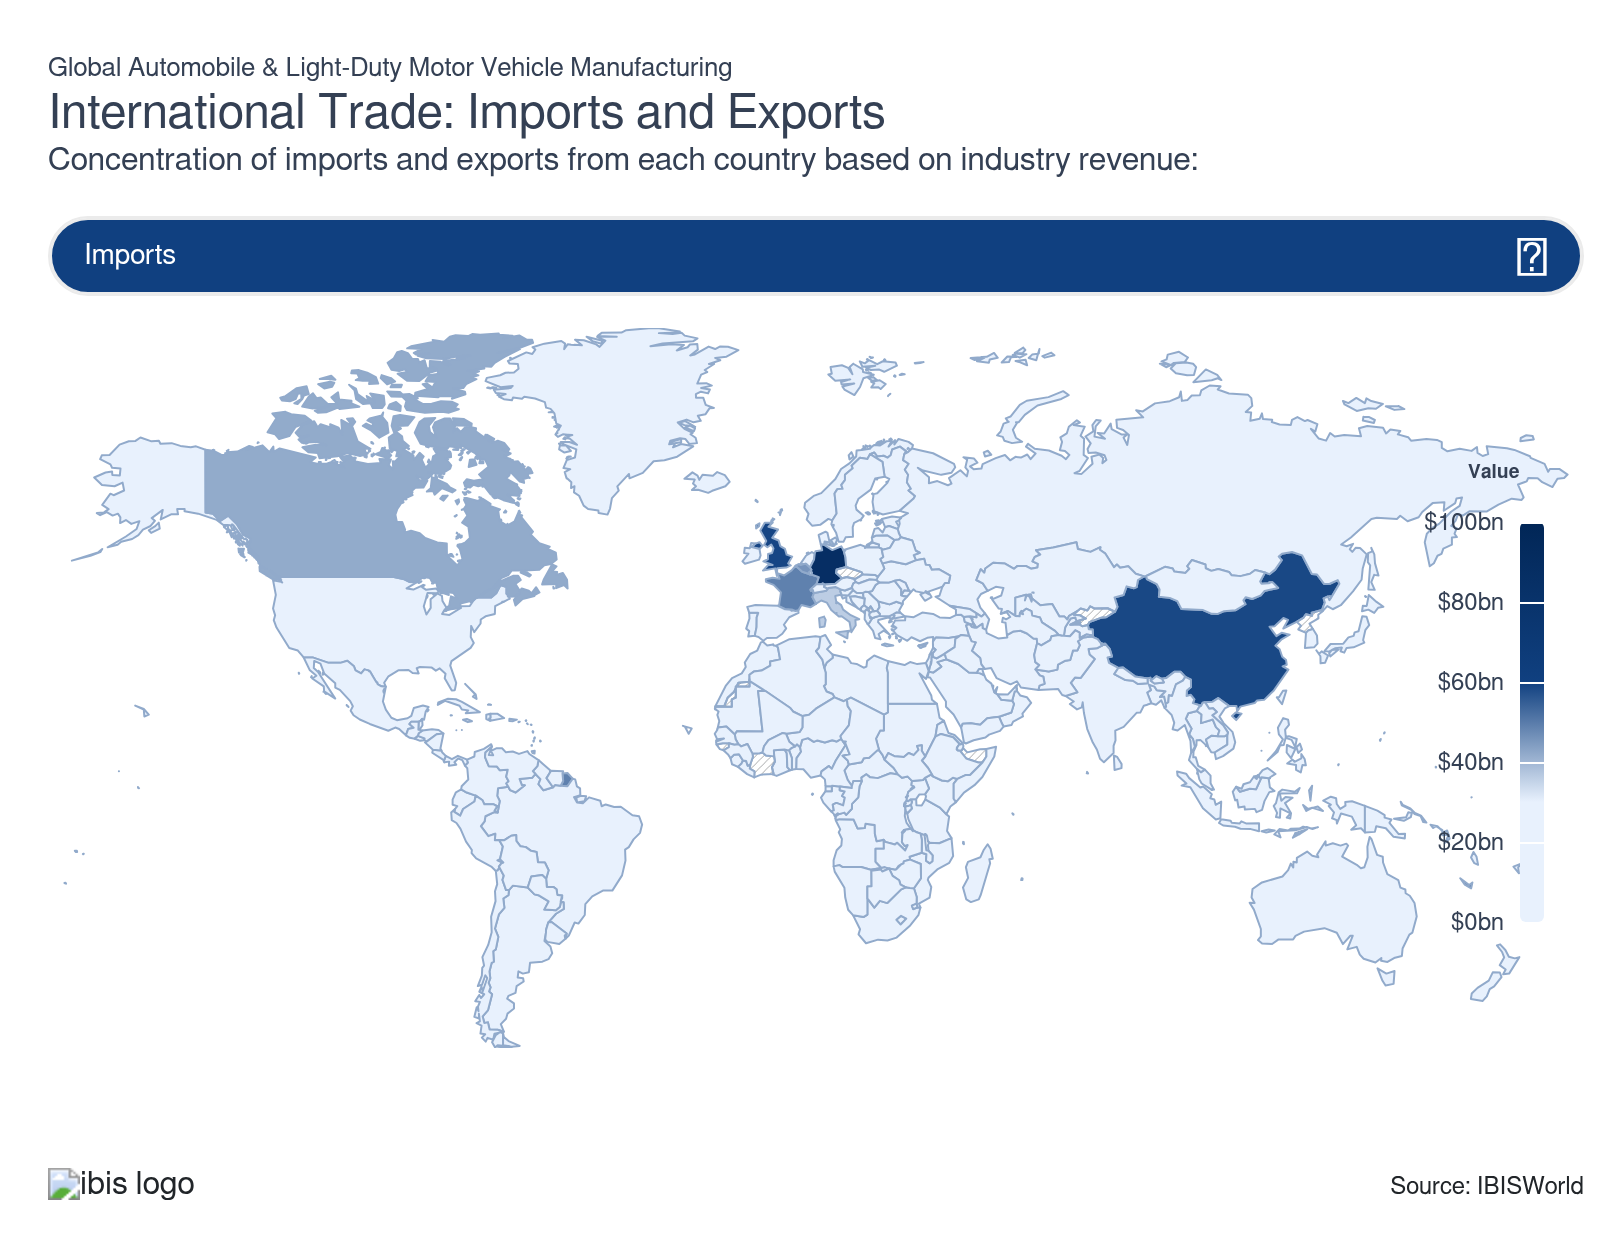 Global Automobile & Light-Duty Motor Vehicle Manufacturing
International Trade: Imports and Exports
Concentration of imports and exports from each country based on industry revenue:
Imports
Value
$100bn
$80bn
$60bn
$40bn
$20bn
$0bn
ibis logo
Source: IBISWorld